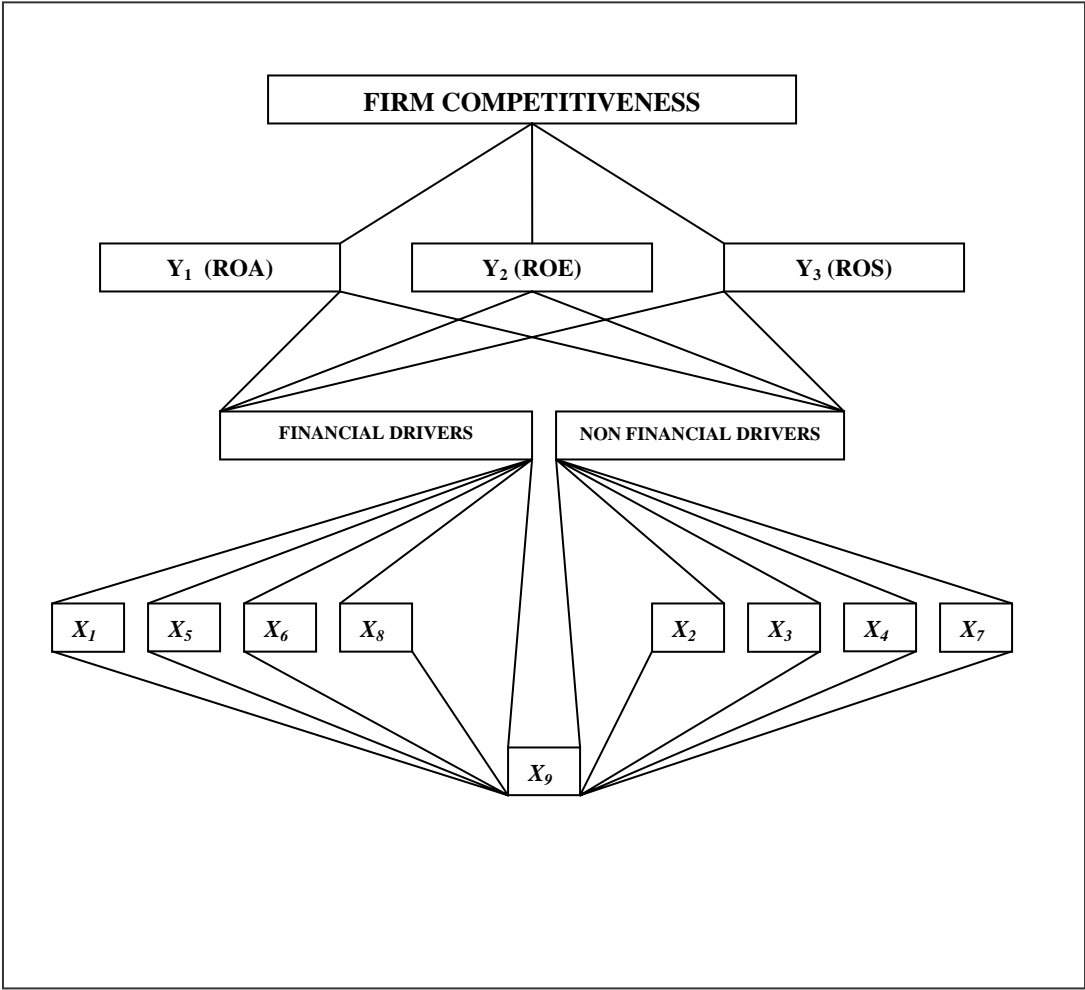 FIRM COMPETITIVENESS
Y₁ (ROA)
Y₂ (ROE)
Y₃ (ROS)
FINANCIAL DRIVERS
NON FINANCIAL DRIVERS
X₁
X₅
X₆
X₈
X₂
X₃
X₄
X₇
X₉